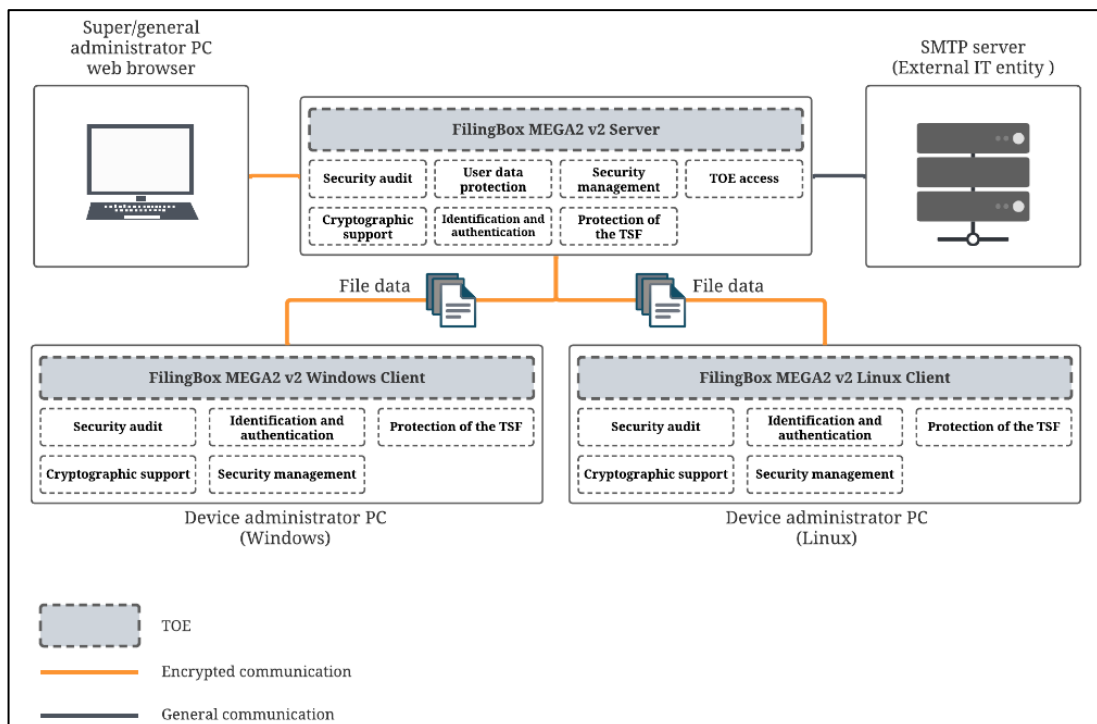 Super/general
administrator PC
web browser
SMTP server
(External IT entity )
FilingBox MEGA2 v2 Server
Security audit
User data
protection
Security
management
TOE access
Cryptographic
support
Identification and
authentication
Protection of
the TSF
File data
File data
FilingBox MEGA2 v2 Windows Client
Security audit
Identification and
authentication
Protection of the TSF
Cryptographic support
Security management
Device administrator PC
(Windows)
FilingBox MEGA2 v2 Linux Client
Security audit
Identification and
authentication
Protection of the TSF
Cryptographic support
Security management
Device administrator PC
(Linux)
TOE
Encrypted communication
General communication